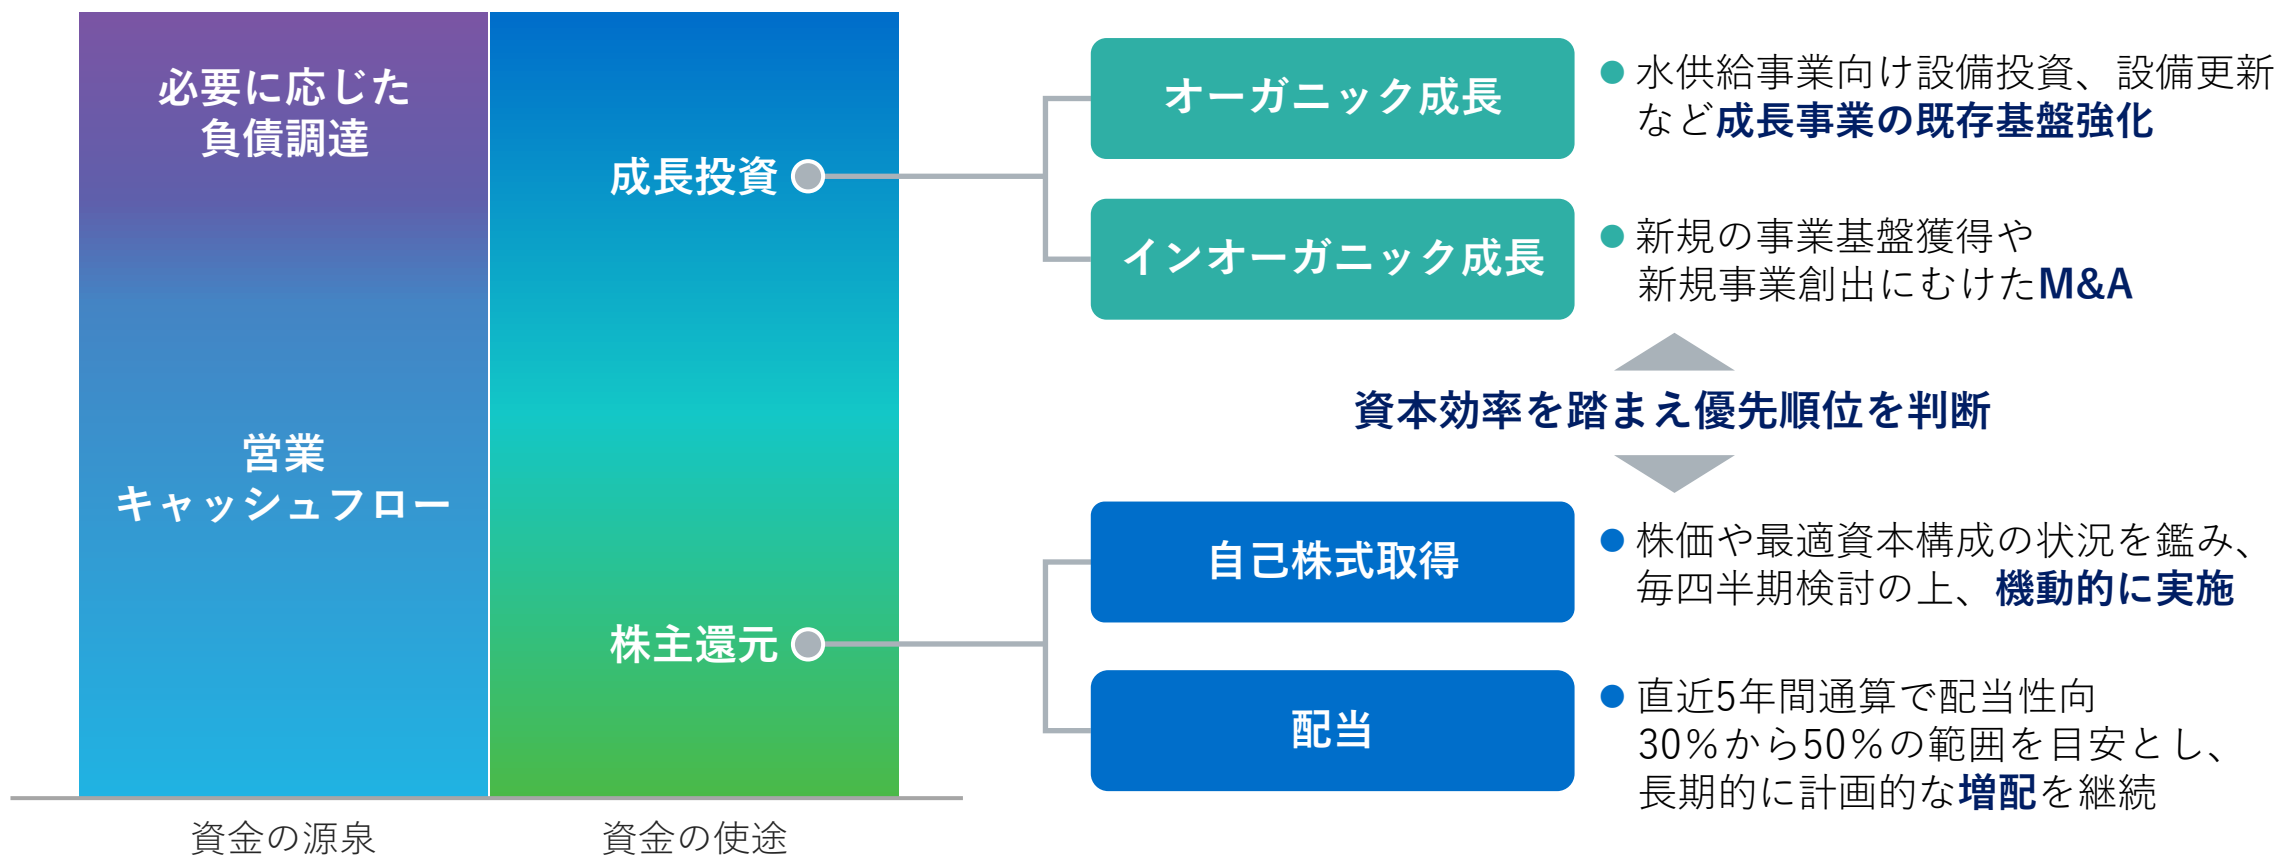 必要に応じた
負債調達
営業
キャッシュフロー
資金の源泉
成長投資
株主還元
資金の使途
オーガニック成長
水供給事業向け設備投資、設備更新
など成長事業の既存基盤強化
インオーガニック成長
新規の事業基盤獲得や
新規事業創出にむけたM&A
資本効率を踏まえ優先順位を判断
自己株式取得
株価や最適資本構成の状況を鑑み、
毎四半期検討の上、機動的に実施
配当
直近5年間通算で配当性向
30%から50%の範囲を目安とし、
長期的に計画的な増配を継続